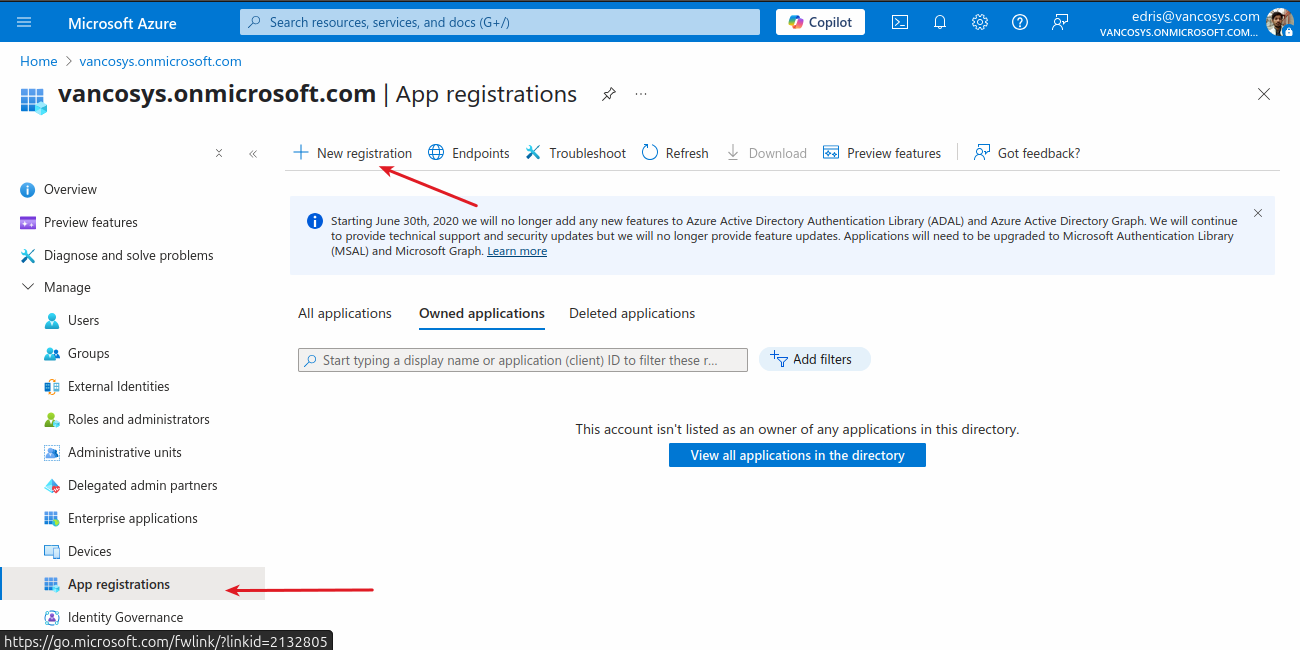 Microsoft Azure
Search resources, services, and docs (G+/)
Copilot
edris@vancosys.com
VANCOSYS.ONMICROSOFT.COM...
Home > vancosys.onmicrosoft.com
vancosys.onmicrosoft.com | App registrations
...
New registration
Endpoints
Troubleshoot
Refresh
Download
Preview features
Got feedback?
Overview
Preview features
Diagnose and solve problems
Manage
Users
Groups
External Identities
Roles and administrators
Administrative units
Delegated admin partners
Enterprise applications
Devices
App registrations
Identity Governance
Starting June 30th, 2020 we will no longer add any new features to Azure Active Directory Authentication Library (ADAL) and Azure Active Directory Graph. We will continue
to provide technical support and security updates but we will no longer provide feature updates. Applications will need to be upgraded to Microsoft Authentication Library
(MSAL) and Microsoft Graph. Learn more
All applications
Owned applications
Deleted applications
Start typing a display name or application (client) ID to filter these r...
Add filters
This account isn't listed as an owner of any applications in this directory.
View all applications in the directory
https://go.microsoft.com/fwlink/?linkid=2132805